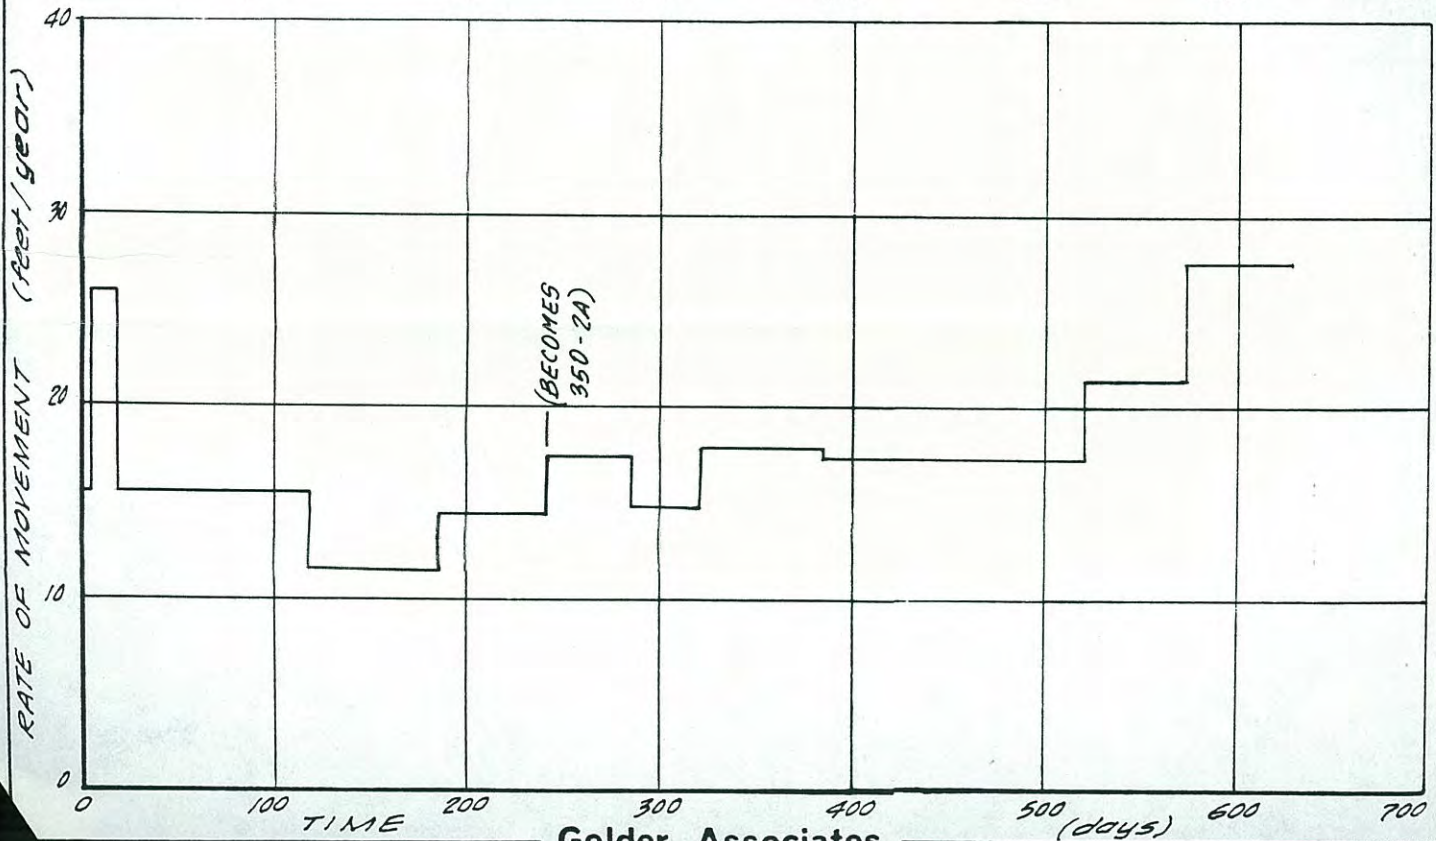 RATE OF MOVEMENT (feet/year)
40
30
20
10
0
(BECOMES
350-2A)
0 100 200 300 400 500 600 700
TIME (days)
Golder Associates